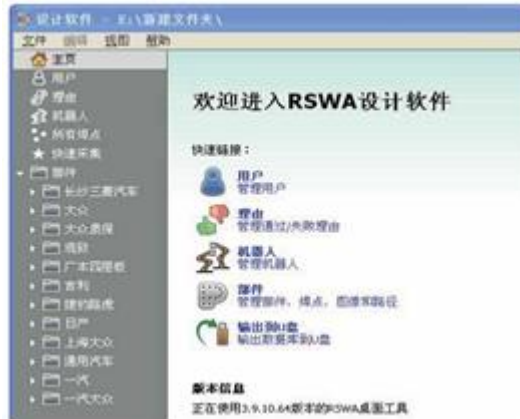 设计软件 - E:\新建文件夹\
文件 编辑 视图 帮助
主页
用户
理由
机器人
所有焊点
快速采集
部件
长沙三菱汽车
大众
大众质保
广本四层板
吉利
捷豹路虎
日产
上海大众
通用汽车
一汽
一汽大众
欢迎进入RSWA设计软件
快速链接：
用户
管理用户
理由
管理通过/失败理由
机器人
管理机器人
部件
管理部件、焊点、图像和路径
输出到U盘
输出数据库到U盘
版本信息
正在使用3.9.10.64版本的RSWA桌面工具